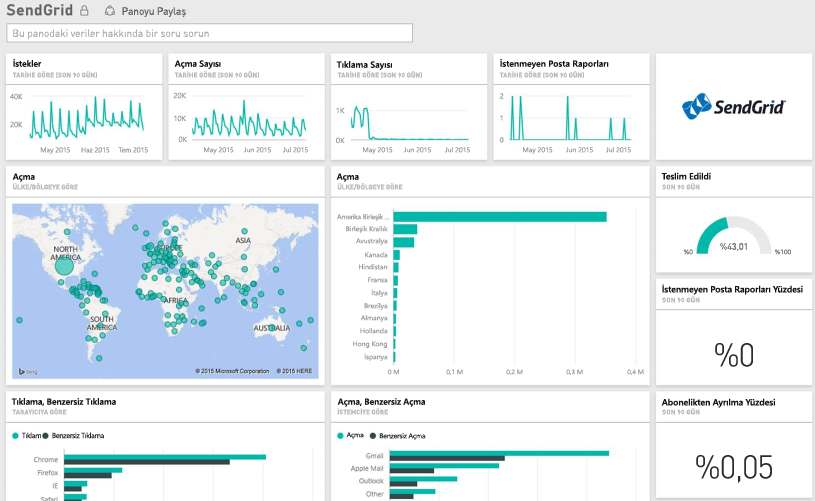 SendGrid Panoyu Paylaş
Bu panodaki veriler hakkında bir soru sorun
İstekler
TARİHE GÖRE (SON 90 GÜN)
40K
20K
May 2015 Haz 2015 Tem 2015
Açma Sayısı
TARİHE GÖRE (SON 90 GÜN)
20K
10K
0K
May 2015 Jun 2015 Jul 2015
Tıklama Sayısı
TARİHE GÖRE (SON 90 GÜN)
1K
0K
May 2015 Jun 2015 Jul 2015
İstenmeyen Posta Raporları
TARİHE GÖRE (SON 90 GÜN)
2
1
0
May 2015 Jun 2015 Jul 2015
SendGrid
Açma
ÜLKE/BÖLGEYE GÖRE
NORTH
AMERICA
EUROPE
ASIA
AFRICA
SOUTH
AMERICA
AUSTRALIA
bing
© 2015 Microsoft Corporation © 2015 HERE
Açma
ÜLKE/BÖLGEYE GÖRE
Amerika Birleşik ...
Birleşik Krallık
Avustralya
Kanada
Hindistan
Fransa
İtalya
Brezilya
Almanya
Hollanda
Hong Kong
İspanya
0 M 0,1 M 0,2 M 0,3 M 0,4 M
Teslim Edildi
SON 90 GÜN
%0 %43,01 %100
İstenmeyen Posta Raporları Yüzdesi
SON 90 GÜN
%0
Tıklama, Benzersiz Tıklama
TARAYICIYA GÖRE
Tıklam Benzersiz Tıklama
Chrome
Firefox
IE
Safari
Açma, Benzersiz Açma
İSTEMCİYE GÖRE
Açma Benzersiz Açma
Gmail
Apple Mail
Outlook
Other
Abonelikten Ayrılma Yüzdesi
SON 90 GÜN
%0,05